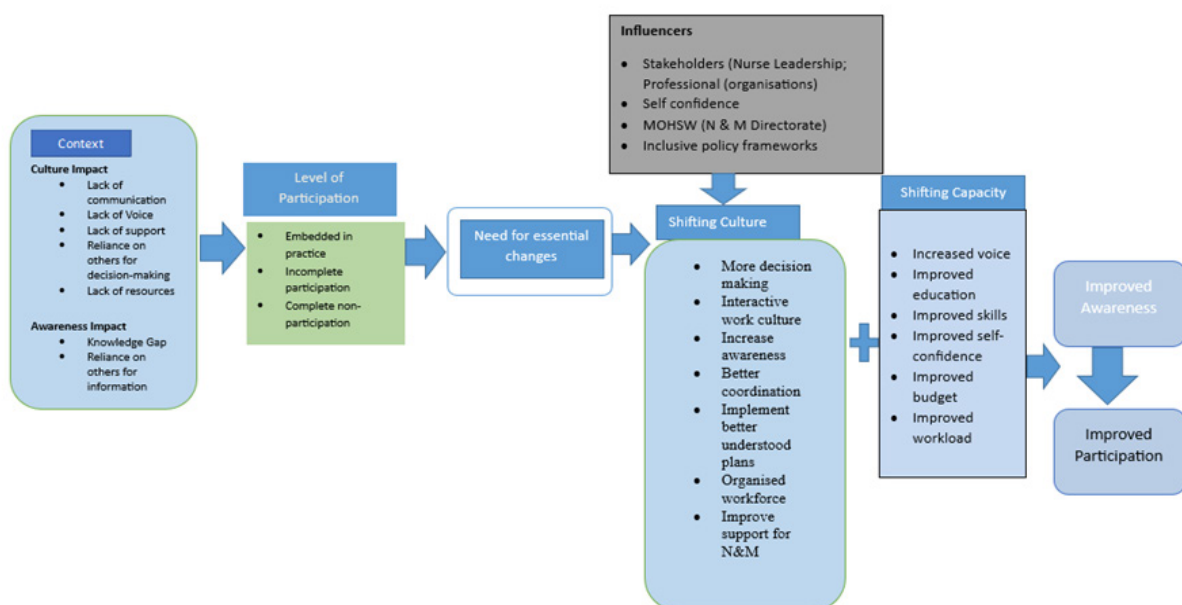 Context
Culture Impact
• Lack of
communication
• Lack of Voice
• Lack of support
• Reliance on
others for
decision-making
• Lack of resources
Awareness Impact
• Knowledge Gap
• Reliance on
others for
information
Level of
Participation
• Embedded in
practice
• Incomplete
participation
• Complete non-
participation
Need for essential
changes
Influencers
• Stakeholders (Nurse Leadership;
Professional (organisations)
• Self confidence
• MOHSW (N & M Directorate)
• Inclusive policy frameworks
Shifting Culture
• More decision
making
• Interactive
work culture
• Increase
awareness
• Better
coordination
• Implement
better
understood
plans
• Organised
workforce
• Improve
support for
N&M
Shifting Capacity
• Increased voice
• Improved
education
• Improved skills
• Improved self-
confidence
• Improved
budget
• Improved
workload
Improved
Awareness
Improved
Participation